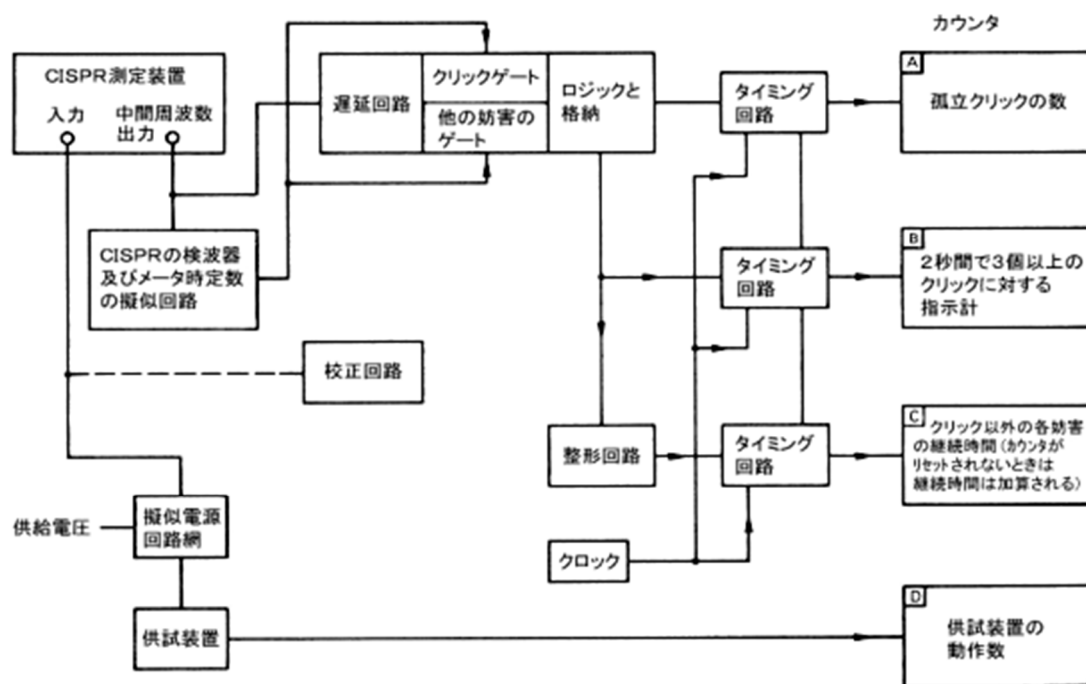 カウンタ
CISPR測定装置
入力
中間周波数
出力
遅延回路
クリックゲート
他の妨害の
ゲート
ロジックと
格納
タイミング
回路
A
孤立クリックの数
CISPRの検波器
及びメータ時定数
の擬似回路
タイミング
回路
B
2秒間で3個以上の
クリックに対する
指示計
校正回路
整形回路
タイミング
回路
C
クリック以外の各妨害
の継続時間(カウンタが
リセットされないときは
継続時間は加算される)
供給電圧
擬似電源
回路網
クロック
供試装置
D
供試装置の
動作数